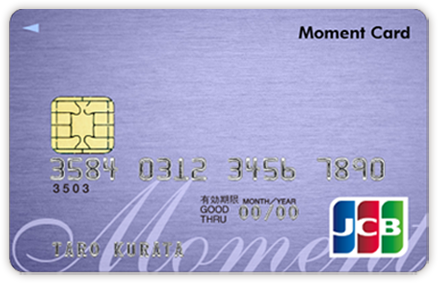 Moment Card
3584 0312 3456 7890
3503
有効期限 MONTH/YEAR
GOOD THRU 00/00
JCB
TARO KURATA
Moment